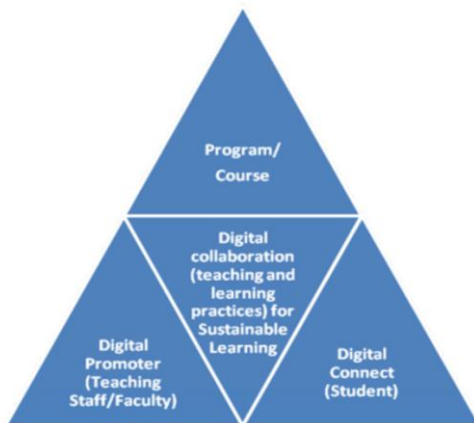 Program/
Course
Digital
collaboration
(teaching and
learning
practices) for
Sustainable
Learning
Digital
Promoter
(Teaching
Staff/Faculty)
Digital
Connect
(Student)